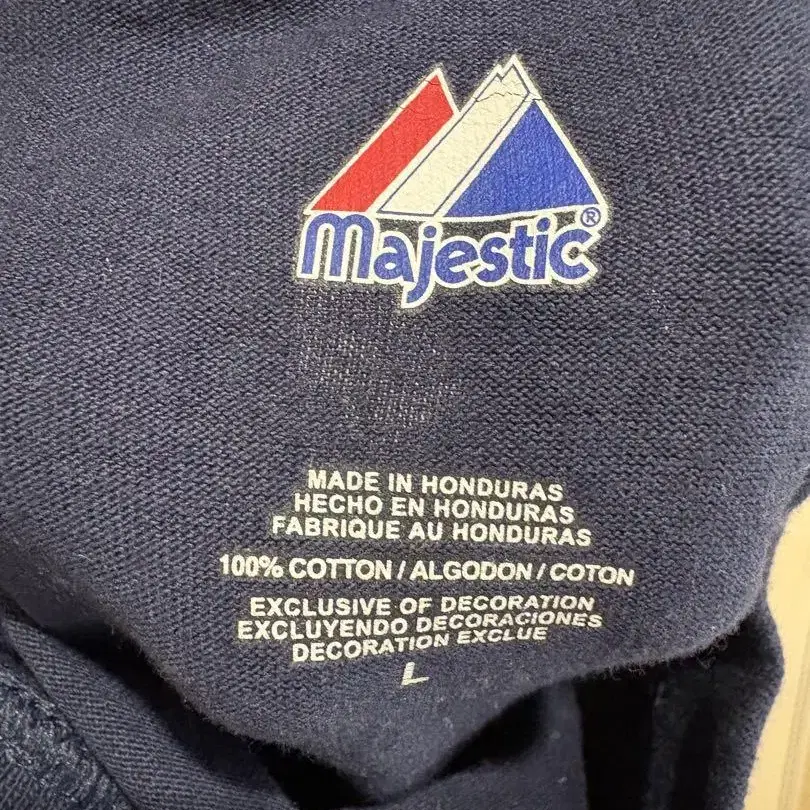 Majestic®
MADE IN HONDURAS
HECHO EN HONDURAS
FABRIQUE AU HONDURAS
100% COTTON / ALGODON / COTON
EXCLUSIVE OF DECORATION
EXCLUYENDO DECORACIONES
DECORATION EXCLUE
L